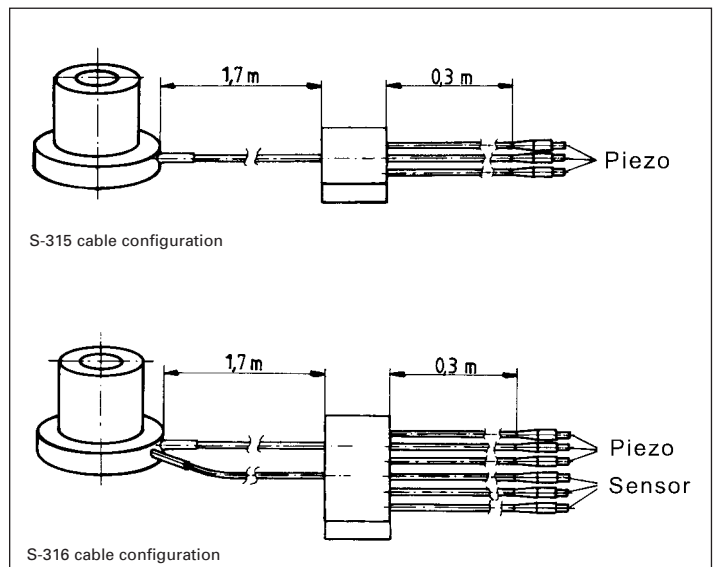 1,7 m 0,3 m
Piezo
S-315 cable configuration
1,7 m 0,3 m
Piezo
Sensor
S-316 cable configuration